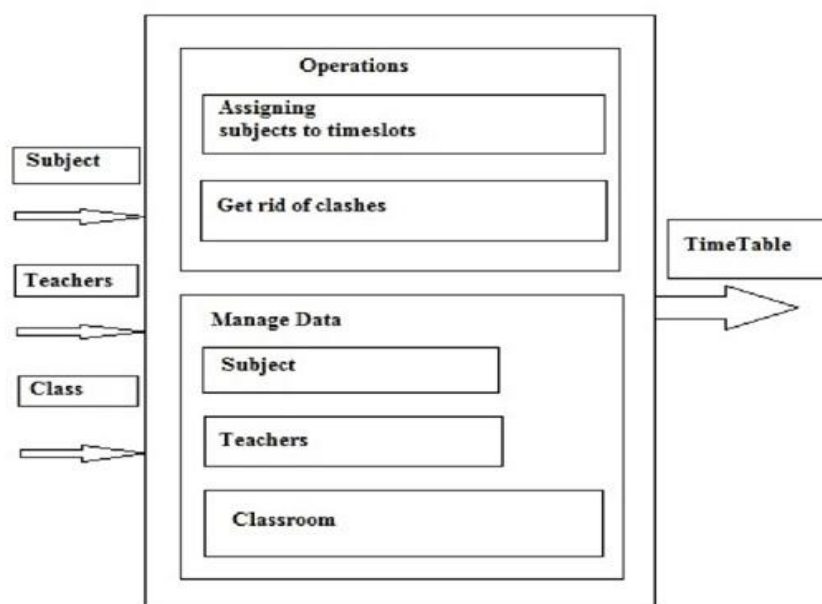 Operations
Assigning
subjects to timeslots
Subject
Get rid of clashes
TimeTable
Teachers
Manage Data
Subject
Class
Teachers
Classroom